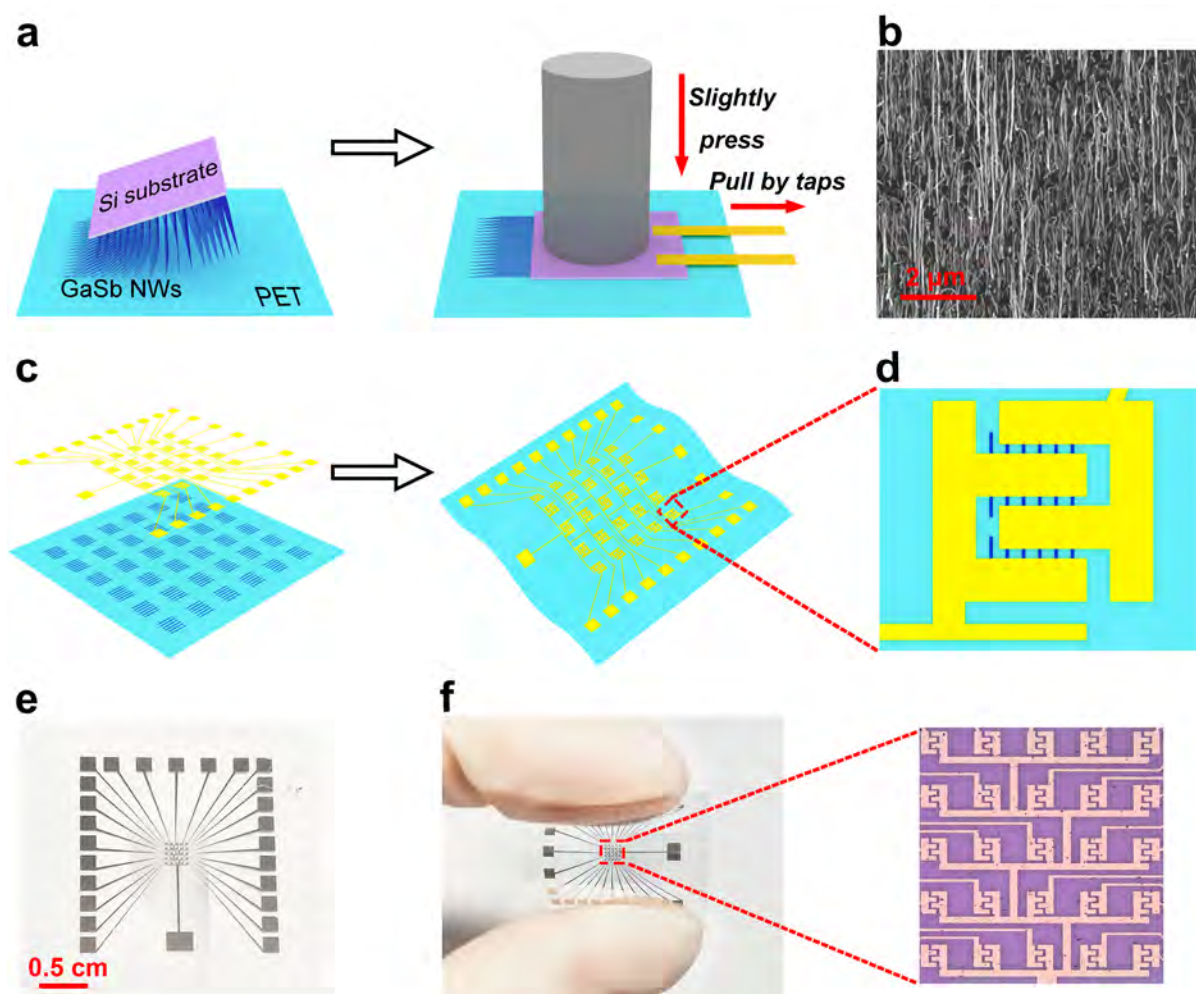 a
b
Si substrate
GaSb NWs
PET
Slightly
press
Pull by taps
2 μm
c
d
e
f
0.5 cm